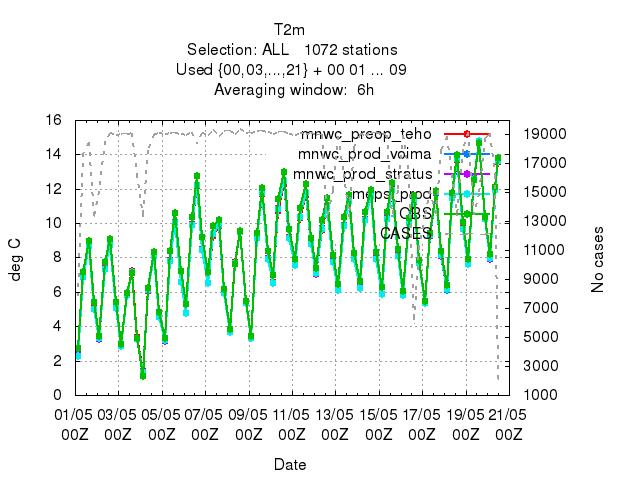 T2m
Selection: ALL   1072 stations
Used {00,03,...,21} + 00 01 ... 09
Averaging window:  6h
mnwc_preop_teho
mnwc_prod_voima
mnwc_prod_stratus
meps_prod
OBS
CASES
16
14
12
10
8
6
4
2
0
deg C
19000
17000
15000
13000
11000
9000
7000
5000
3000
1000
No cases
01/05 03/05 05/05 07/05 09/05 11/05 13/05 15/05 17/05 19/05 21/05
00Z 00Z 00Z 00Z 00Z 00Z 00Z 00Z 00Z 00Z 00Z
Date